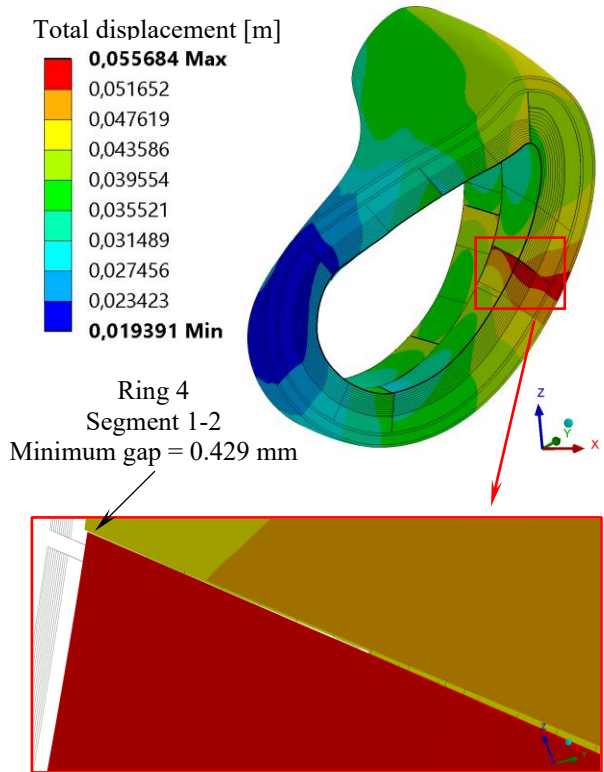 Total displacement [m]
0,055684 Max
0,051652
0,047619
0,043586
0,039554
0,035521
0,031489
0,027456
0,023423
0,019391 Min
Ring 4
Segment 1-2
Minimum gap = 0.429 mm
Z
Y
X
Z
Y